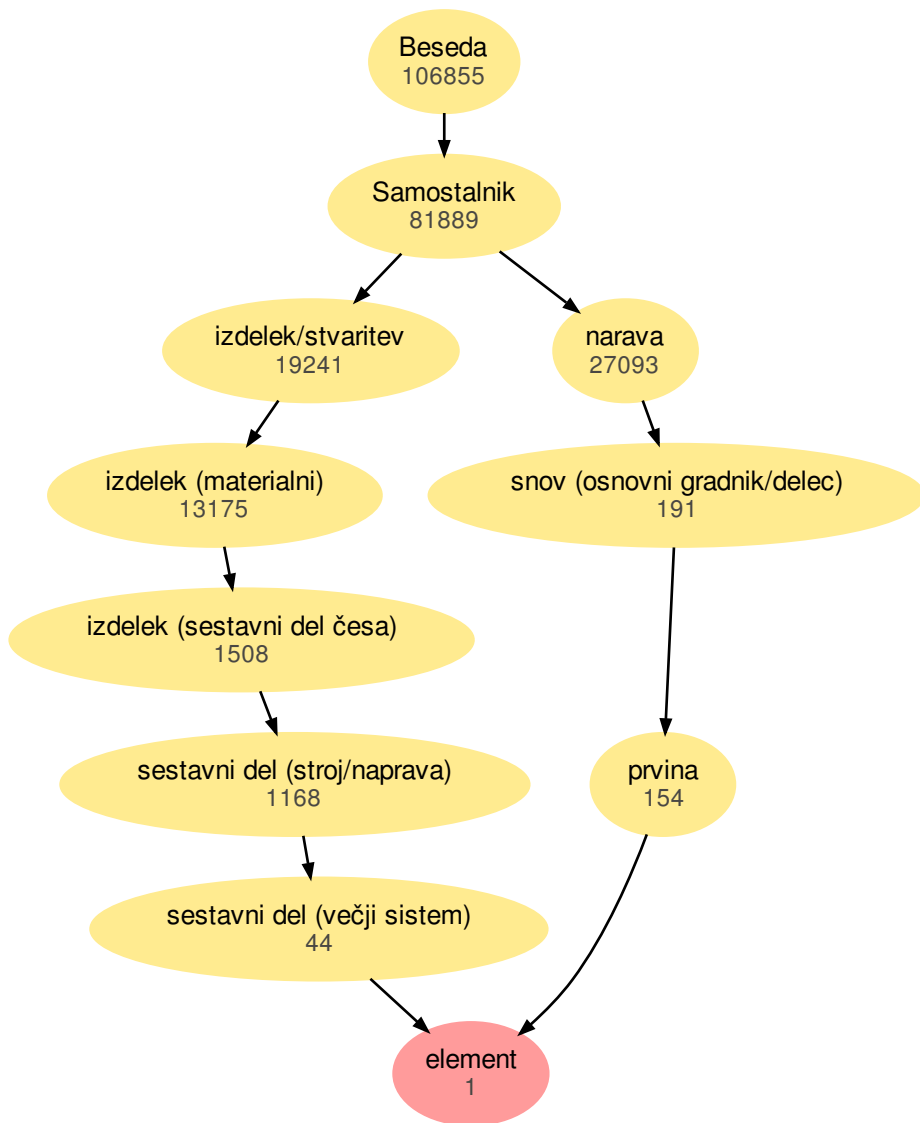 Beseda
106855
Samostalnik
81889
izdelek/stvaritev
19241
narava
27093
izdelek (materialni)
13175
snov (osnovni gradnik/delec)
191
izdelek (sestavni del česa)
1508
sestavni del (stroj/naprava)
1168
prvina
154
sestavni del (večji sistem)
44
element
1